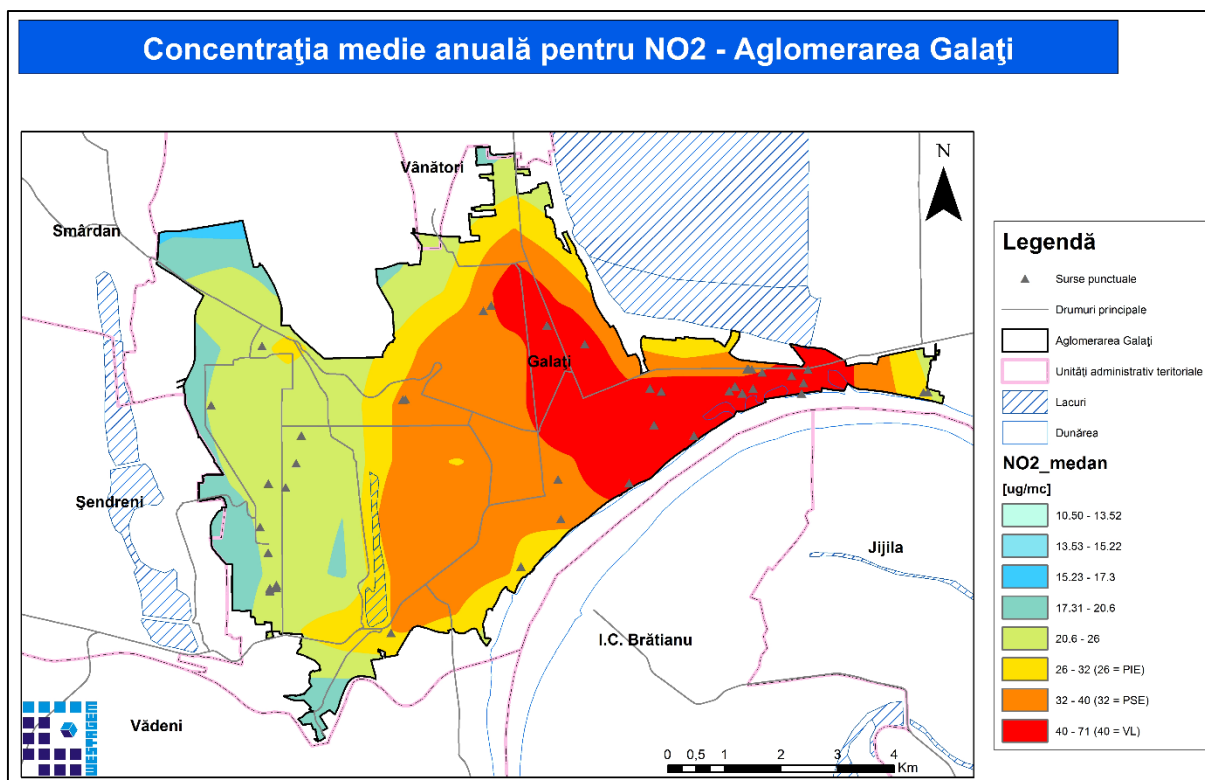 Concentraţia medie anuală pentru NO2 - Aglomerarea Galaţi
Vânători
N
Smârdan
Galaţi
Şendreni
Jijila
I.C. Brătianu
Vădeni
WESTAGEM
0 0,5 1 2 3 4
Km
Legendă
Surse punctuale
Drumuri principale
Aglomerarea Galaţi
Unităţi administrativ teritoriale
Lacuri
Dunărea
NO2_medan
[ug/mc]
10.50 - 13.52
13.53 - 15.22
15.23 - 17.3
17.31 - 20.6
20.6 - 26
26 - 32 (26 = PIE)
32 - 40 (32 = PSE)
40 - 71 (40 = VL)